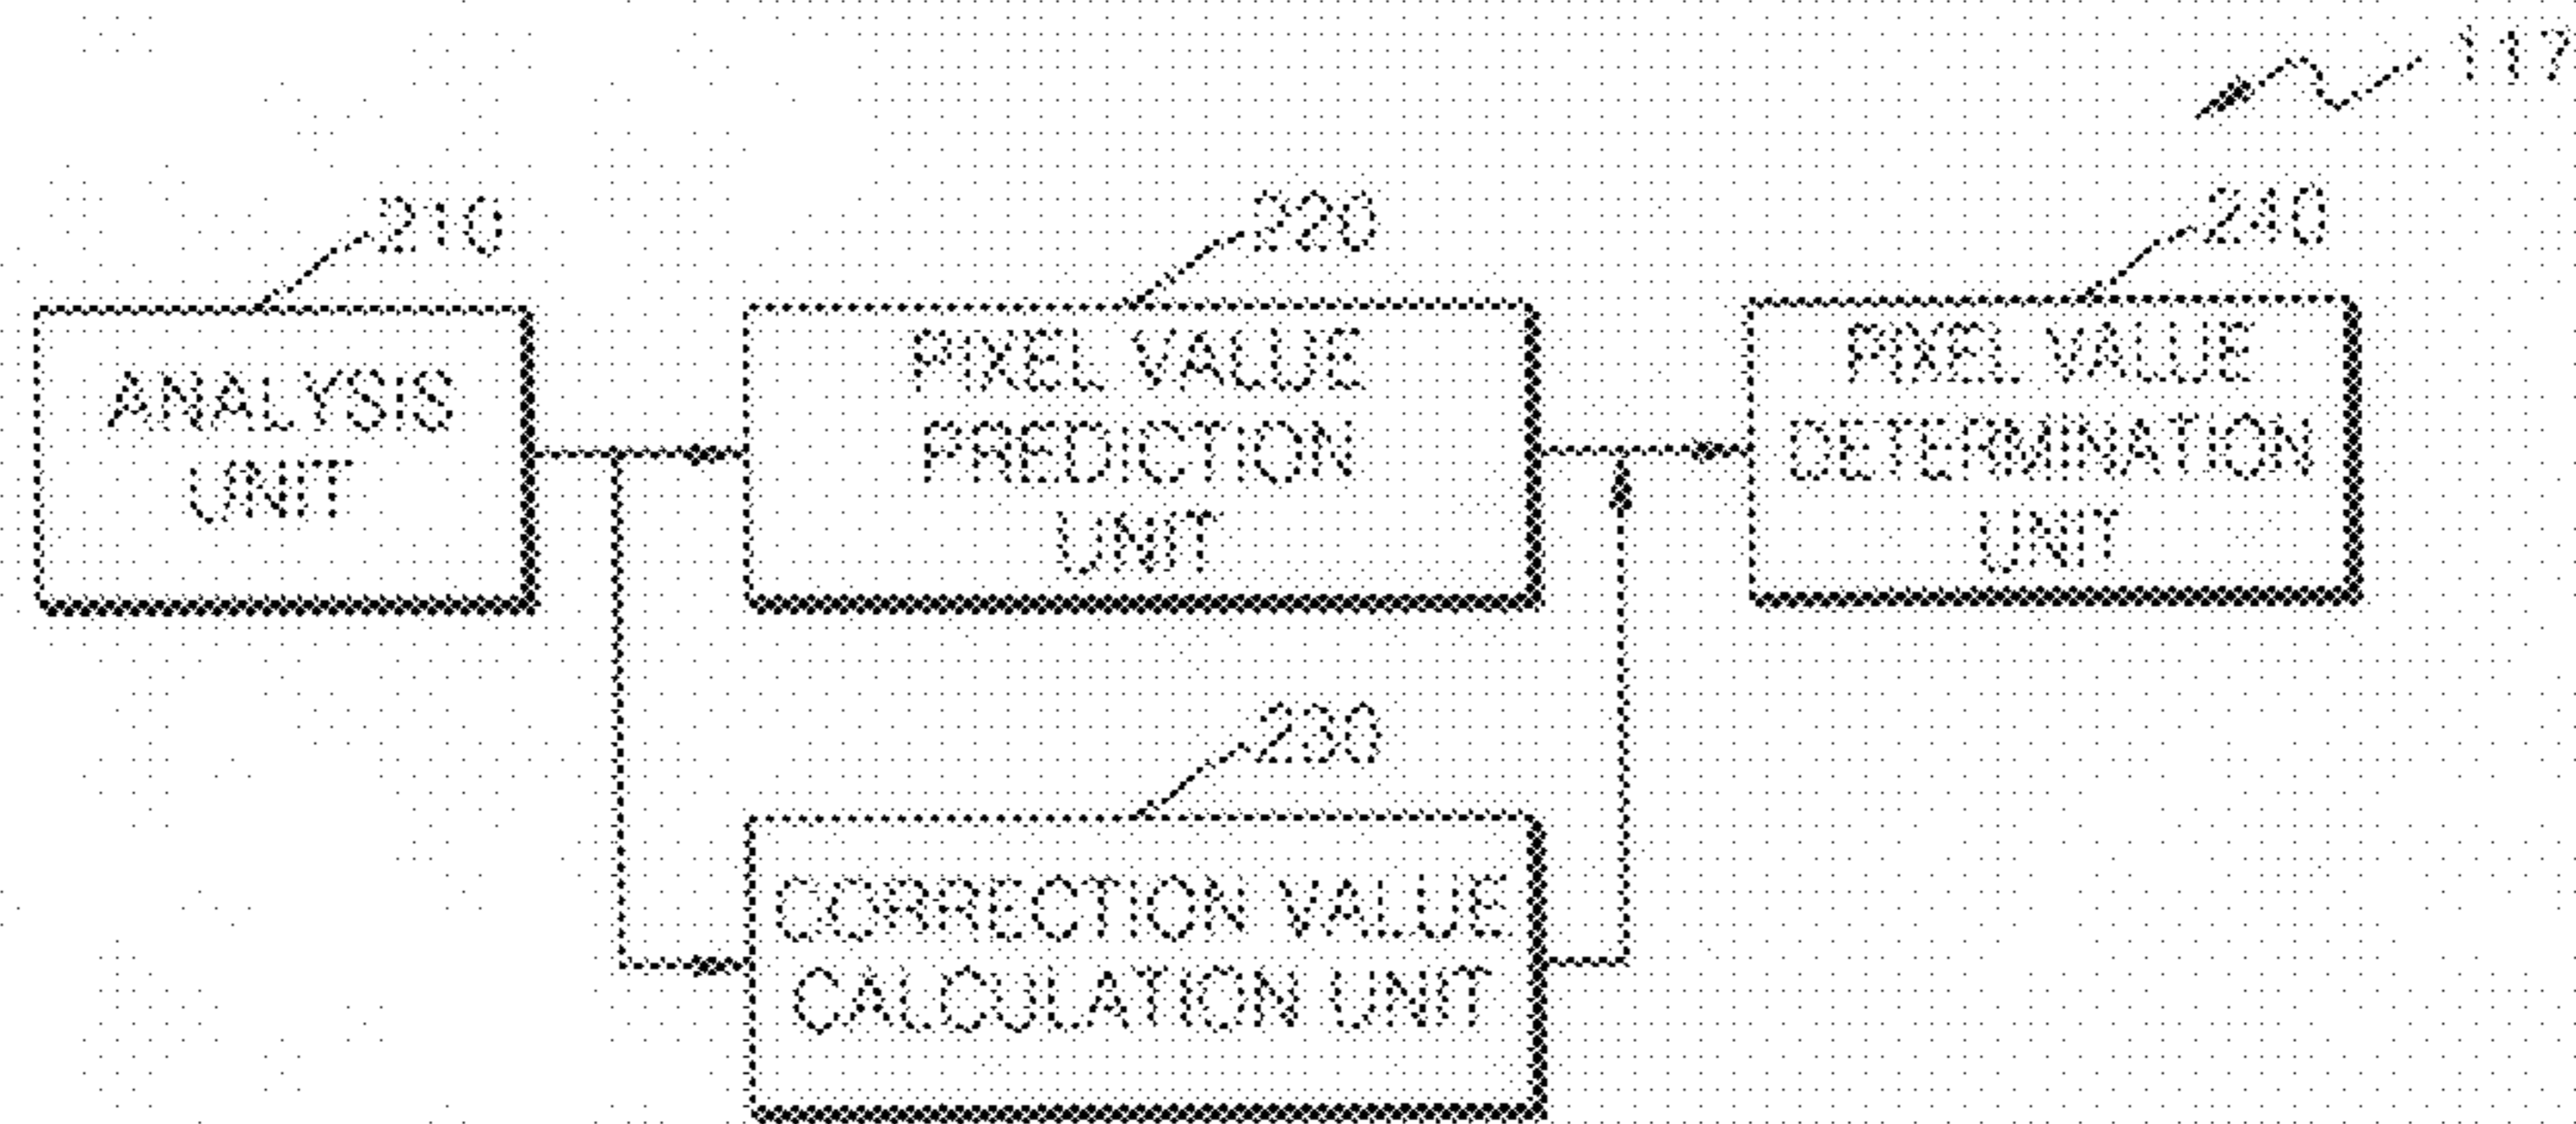 117
210
220
240
ANALYSIS
UNIT
PIXEL VALUE
PREDICTION
UNIT
PIXEL VALUE
DETERMINATION
UNIT
230
CORRECTION VALUE
CALCULATION UNIT